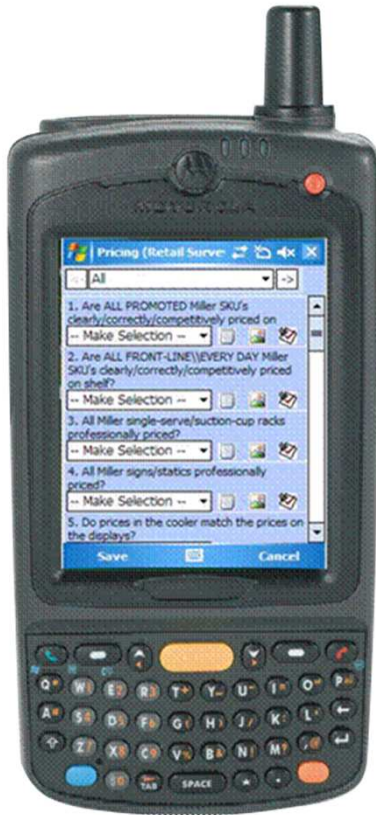 MOTOROLA
Pricing (Retail Surve
All
->
1. Are ALL PROMOTED Miller SKU's
clearly/correctly/competitively priced on
-- Make Selection --
2. Are ALL FRONT-LINE\\EVERY DAY Miller
SKU's clearly/correctly/competitively priced
on shelf?
-- Make Selection --
3. All Miller single-serve/suction-cup racks
professionally priced?
-- Make Selection --
4. All Miller signs/statics professionally
priced?
-- Make Selection --
5. Do prices in the cooler match the prices on
the displays?
Save Cancel
Q W E R T Y U I O P
A S D F G H J K L
Z X C V B N M
TAB SPACE